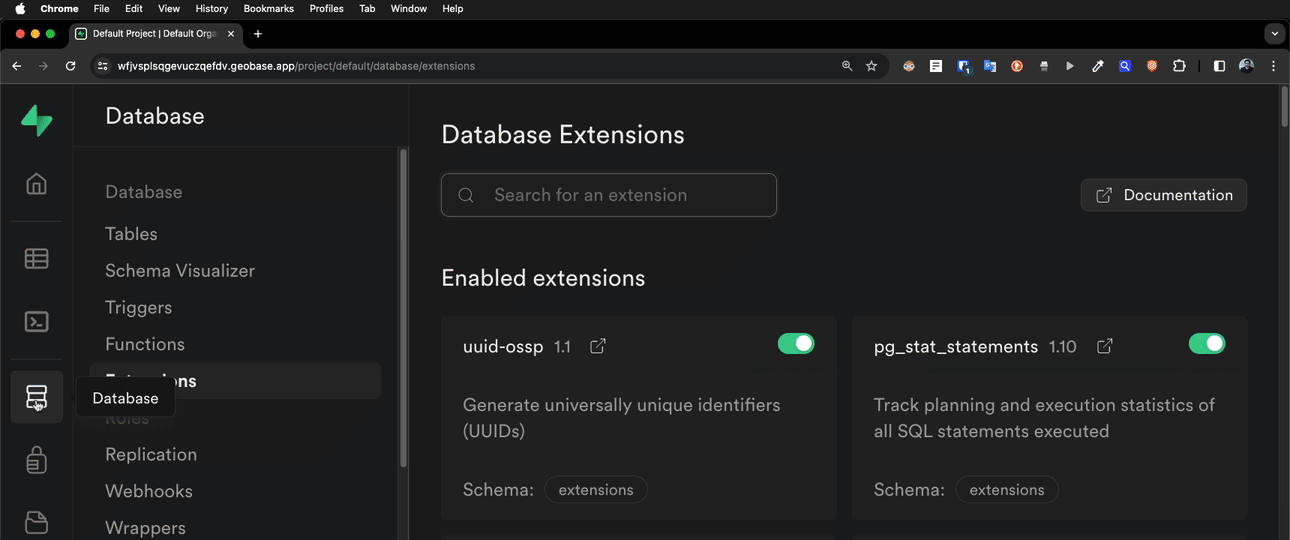 Chrome File Edit View History Bookmarks Profiles Tab Window Help
Default Project | Default Orga
wfjvsplsqgevuczqefdv.geobase.app/project/default/database/extensions
1
Database
Database
Tables
Schema Visualizer
Triggers
Functions
Extensions
Database
Roles
Replication
Webhooks
Wrappers
Database Extensions
Search for an extension
Documentation
Enabled extensions
uuid-ossp 1.1
Generate universally unique identifiers
(UUIDs)
Schema: extensions
pg_stat_statements 1.10
Track planning and execution statistics of
all SQL statements executed
Schema: extensions